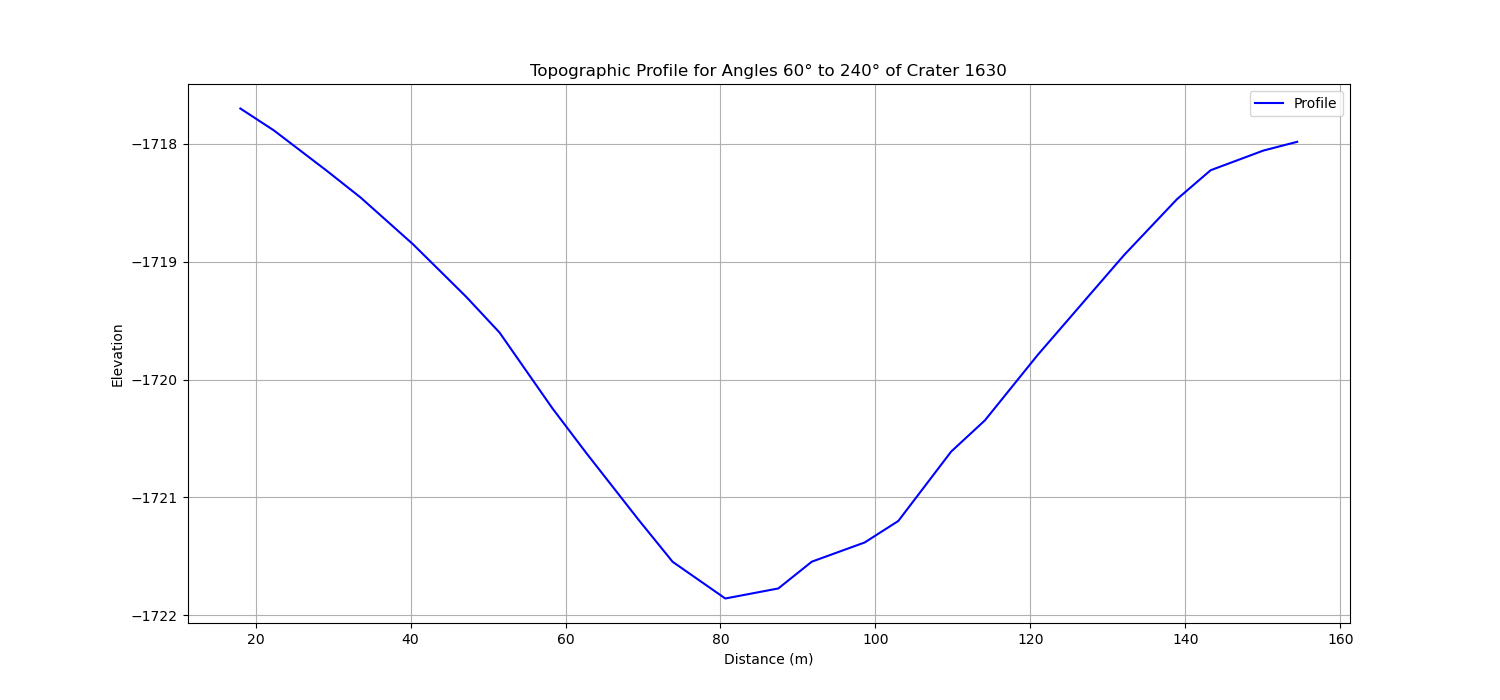 Topographic Profile for Angles 60° to 240° of Crater 1630
Profile
−1718
−1719
−1720
−1721
−1722
Elevation
20 40 60 80 100 120 140 160
Distance (m)